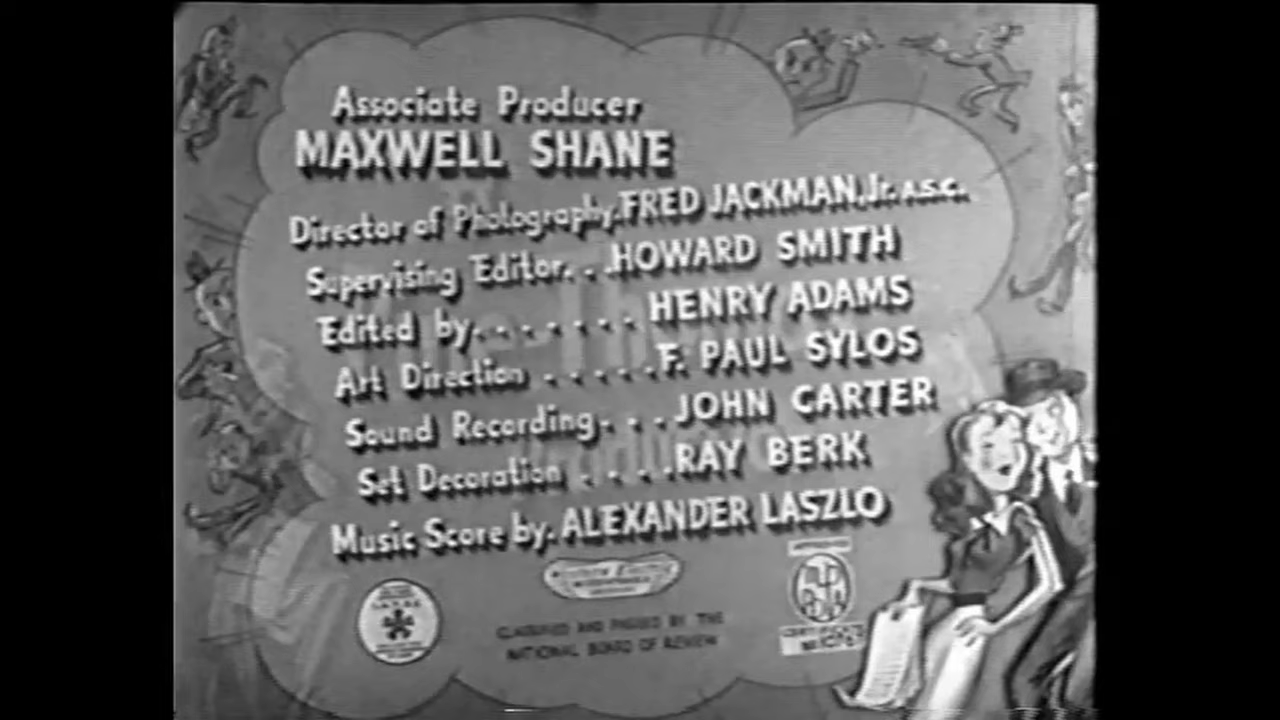 Associate Producer
MAXWELL SHANE
Director of Photography. FRED JACKMAN, Jr. A.S.C.
Supervising Editor. . . HOWARD SMITH
Edited by. . . . . . . HENRY ADAMS
Art Direction . . . . . . F. PAUL SYLOS
Sound Recording. . . . JOHN CARTER
Set Decoration . . . . . RAY BERK
Music Score by. ALEXANDER LASZLO
CLASSIFIED AND PASSED BY THE
NATIONAL BOARD OF REVIEW